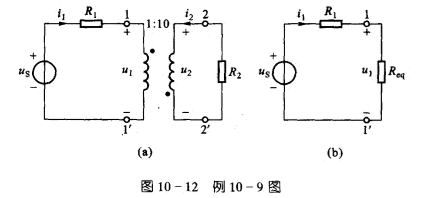 i₁ R₁ 1 1:10 i₂ 2
+ + + +
uS u₁ u₂ R₂
− − − −
1′ 2′
(a)
i₁ R₁ 1
+ +
uS u₁ Req
− −
1′
(b)
图 10-12 例 10-9 图